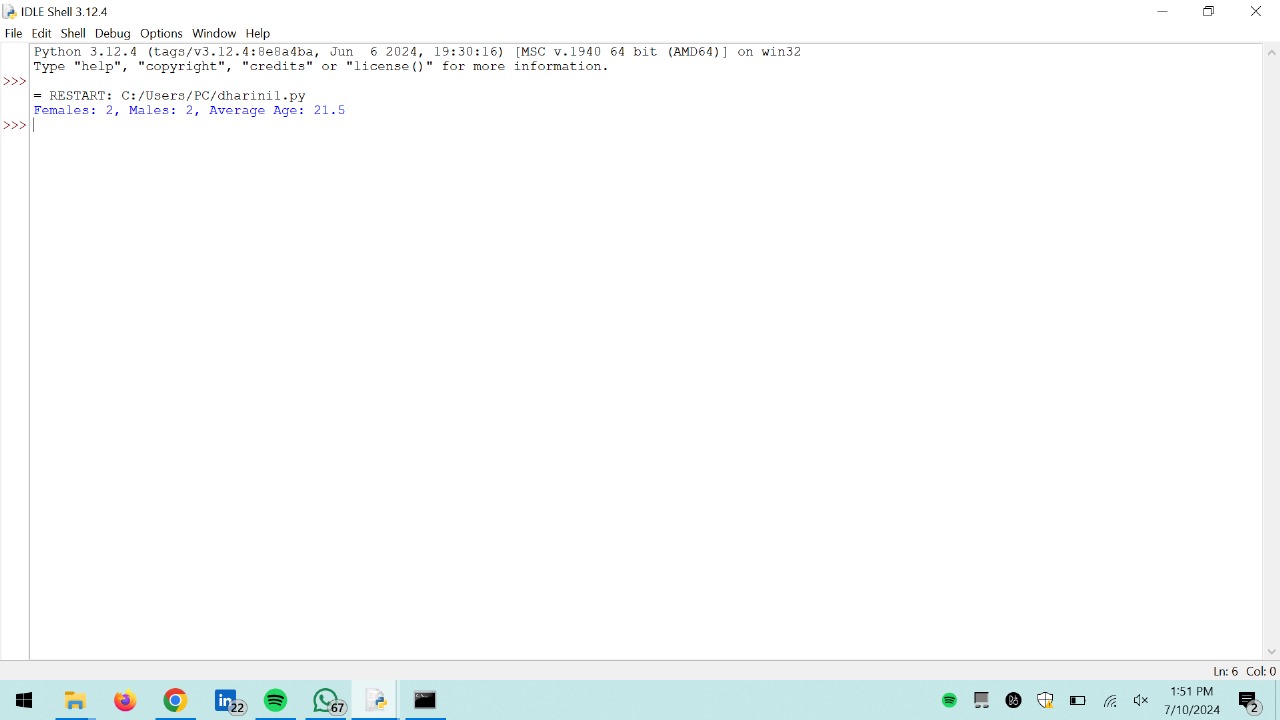 IDLE Shell 3.12.4
File Edit Shell Debug Options Window Help
Python 3.12.4 (tags/v3.12.4:8e8a4ba, Jun  6 2024, 19:30:16) [MSC v.1940 64 bit (AMD64)] on win32
Type "help", "copyright", "credits" or "license()" for more information.
>>>
= RESTART: C:/Users/PC/dharini1.py
Females: 2, Males: 2, Average Age: 21.5
>>>
Ln: 6 Col: 0
22
67
1:51 PM
7/10/2024
2